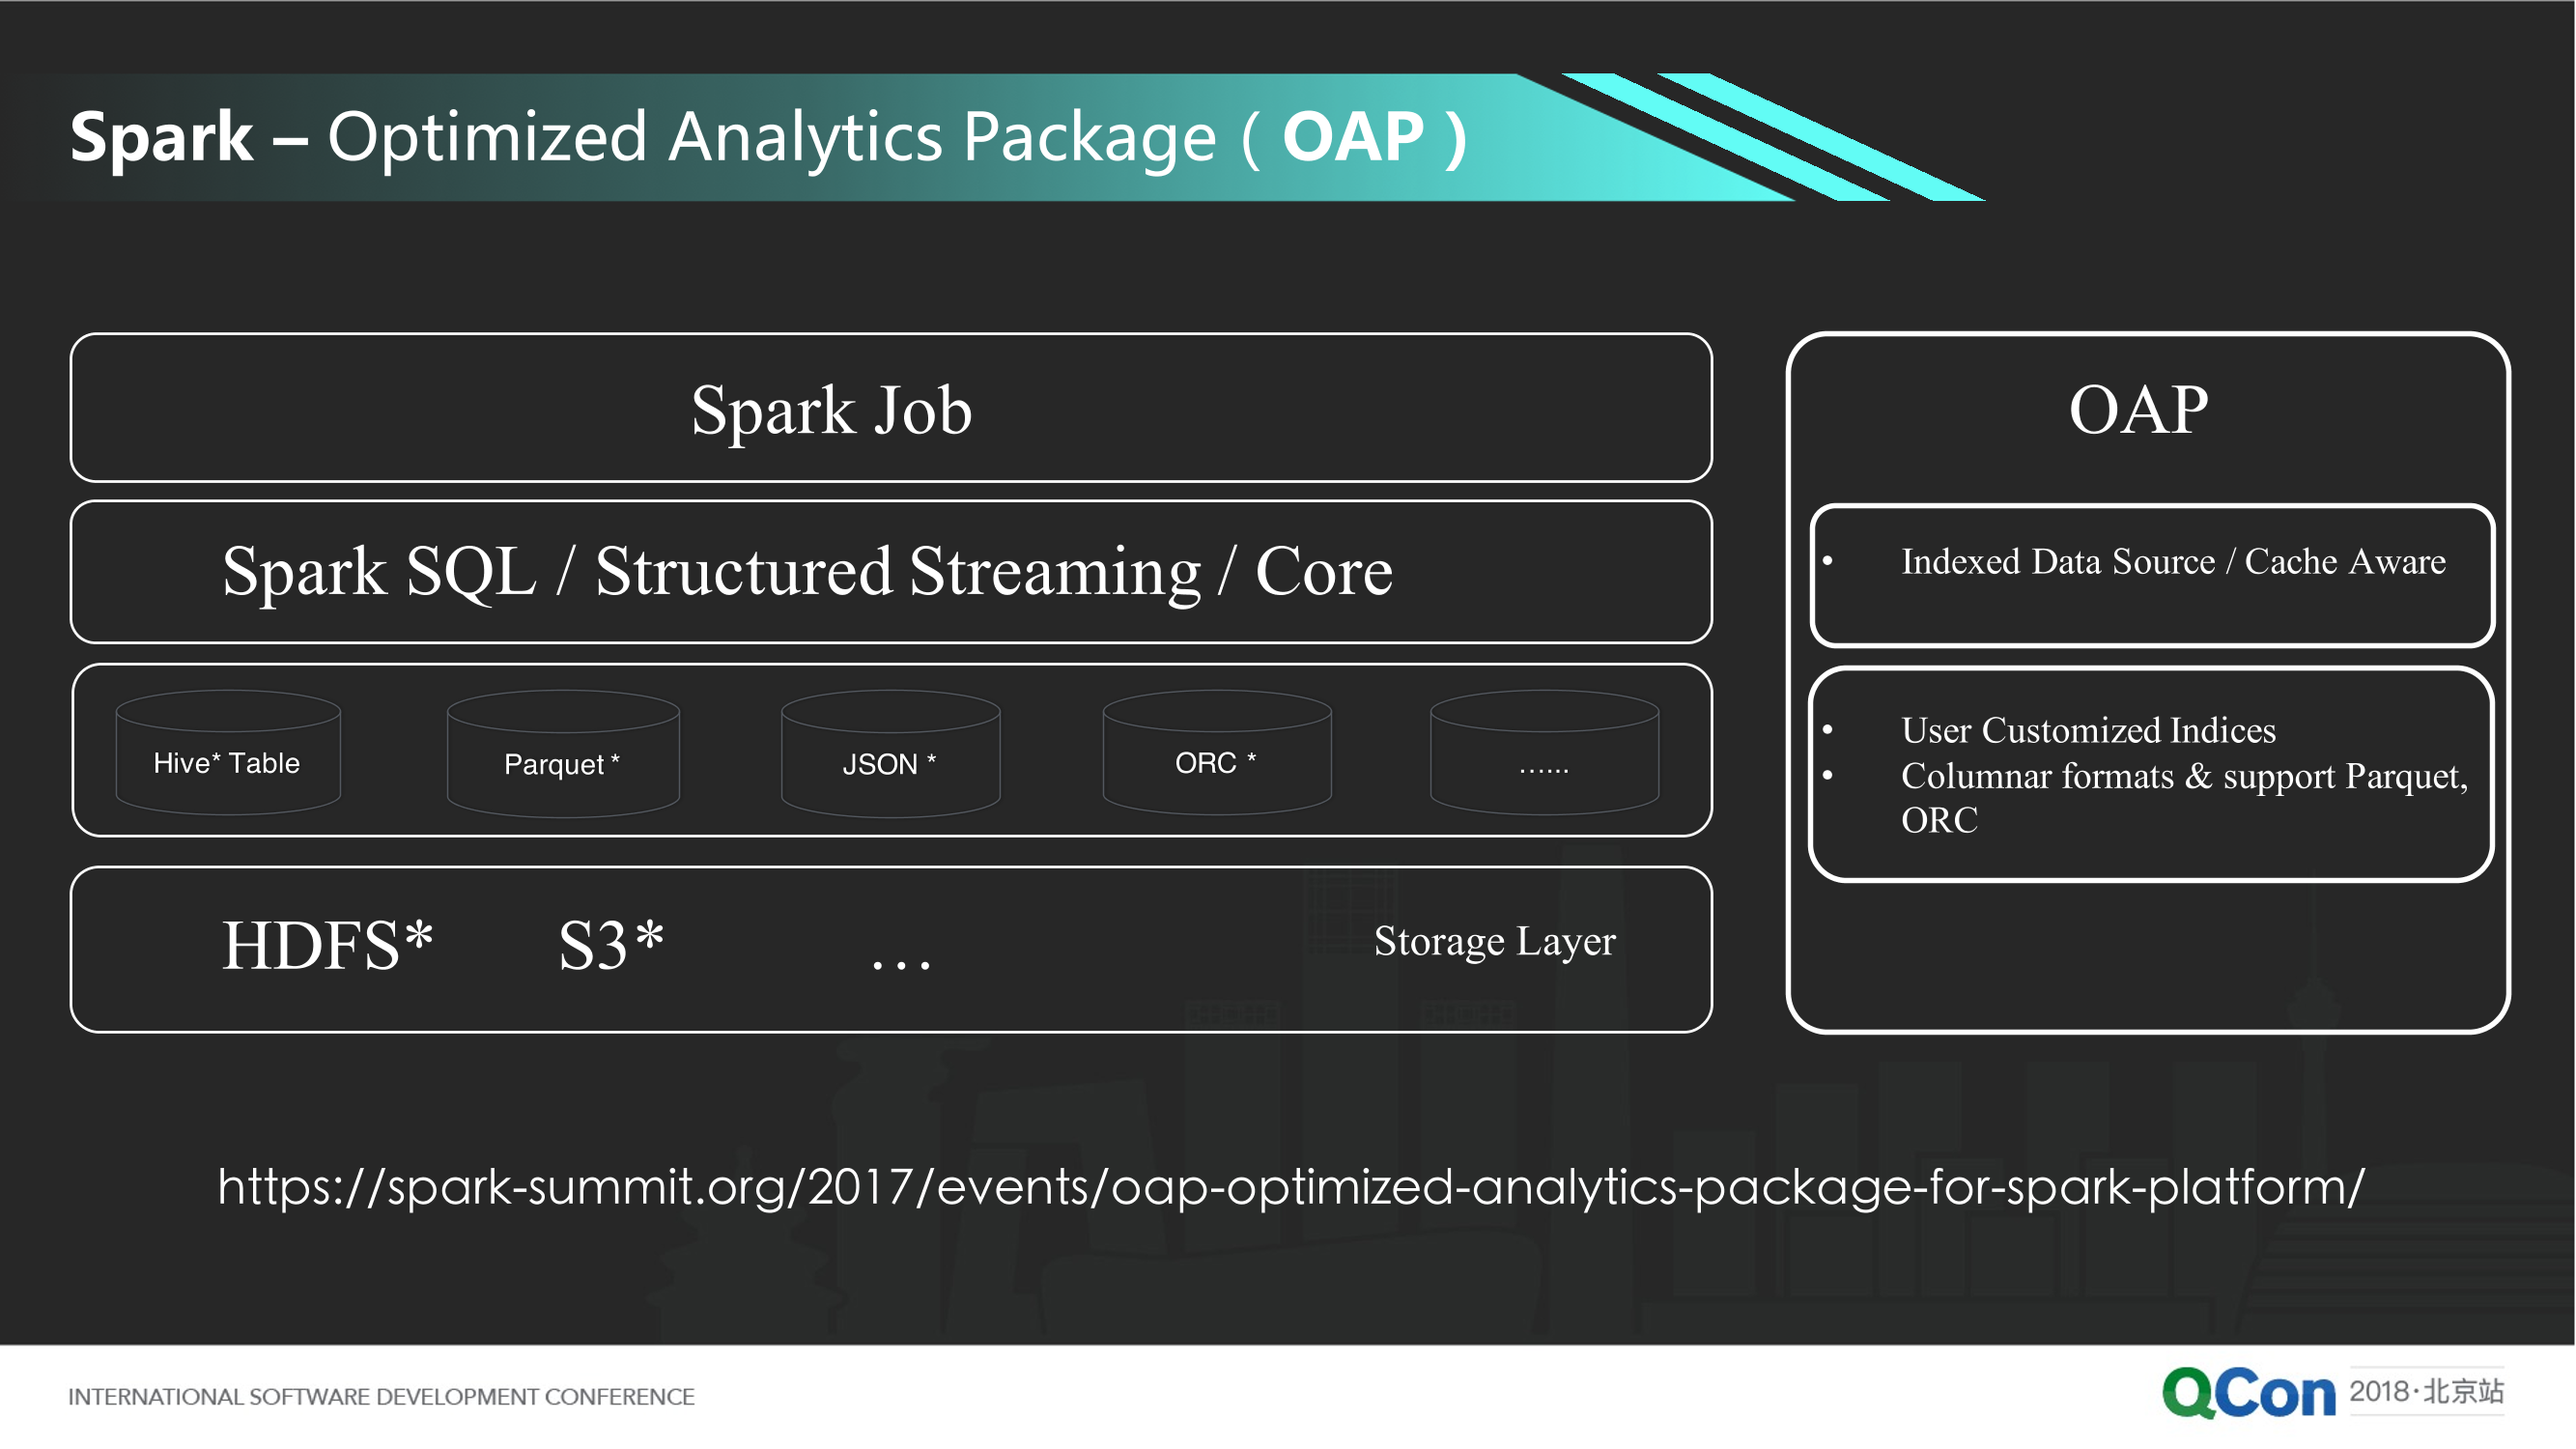 Spark – Optimized Analytics Package ( OAP )
Spark Job
Spark SQL / Structured Streaming / Core
Hive* Table
Parquet *
JSON *
ORC *
…...
HDFS*
S3*
…
Storage Layer
OAP
• Indexed Data Source / Cache Aware
• User Customized Indices
• Columnar formats & support Parquet,
ORC
https://spark-summit.org/2017/events/oap-optimized-analytics-package-for-spark-platform/
INTERNATIONAL SOFTWARE DEVELOPMENT CONFERENCE
QCon 2018·北京站